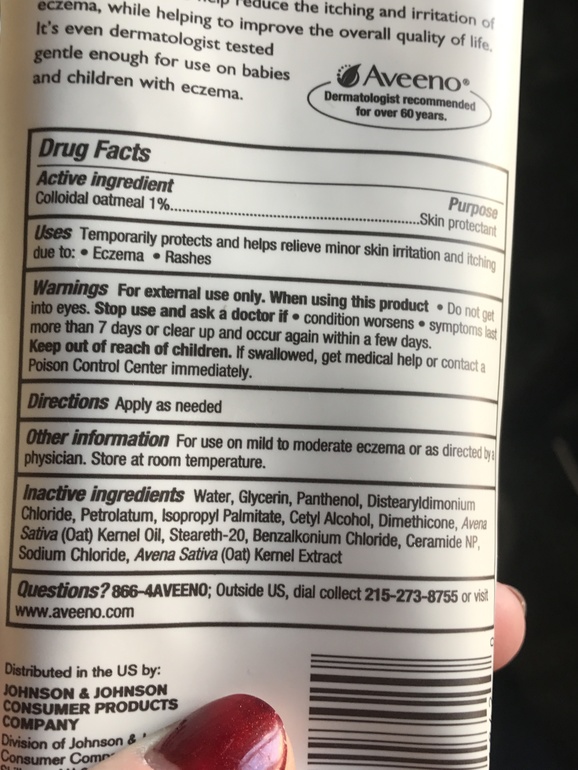 reduce the itching and irritation of
eczema, while helping to improve the overall quality of life.
It's even dermatologist tested
gentle enough for use on babies
and children with eczema.
Aveeno®
Dermatologist recommended
for over 60 years.
Drug Facts
Active ingredient Purpose
Colloidal oatmeal 1%..............................................................Skin protectant
Uses Temporarily protects and helps relieve minor skin irritation and itching
due to: • Eczema • Rashes
Warnings For external use only. When using this product • Do not get
into eyes. Stop use and ask a doctor if • condition worsens • symptoms last
more than 7 days or clear up and occur again within a few days.
Keep out of reach of children. If swallowed, get medical help or contact a
Poison Control Center immediately.
Directions Apply as needed
Other information For use on mild to moderate eczema or as directed by a
physician. Store at room temperature.
Inactive ingredients Water, Glycerin, Panthenol, Distearyldimonium
Chloride, Petrolatum, Isopropyl Palmitate, Cetyl Alcohol, Dimethicone, Avena
Sativa (Oat) Kernel Oil, Steareth-20, Benzalkonium Chloride, Ceramide NP,
Sodium Chloride, Avena Sativa (Oat) Kernel Extract
Questions? 866-4AVEENO; Outside US, dial collect 215-273-8755 or visit
www.aveeno.com
Distributed in the US by:
JOHNSON & JOHNSON
CONSUMER PRODUCTS
COMPANY
Division of Johnson &
Consumer